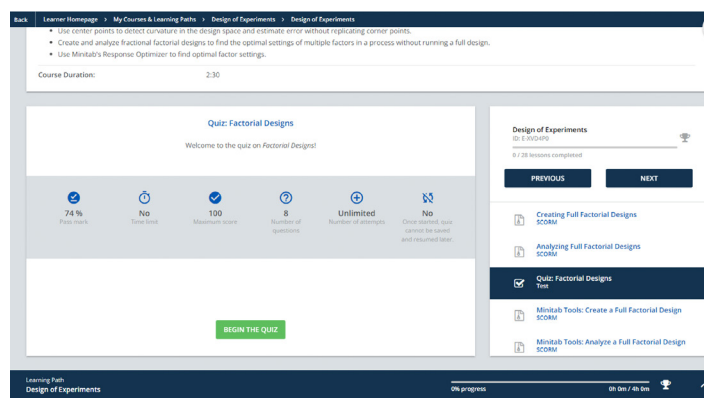 Back Learner Homepage > My Courses & Learning Paths > Design of Experiments > Design of Experiments
Use center points to detect curvature in the design space and estimate error without replicating corner points.
Create and analyze fractional factorial designs to find the optimal settings of multiple factors in a process without running a full design.
Use Minitab's Response Optimizer to find optimal factor settings.
Course Duration: 2:30
Quiz: Factorial Designs
Welcome to the quiz on Factorial Designs!
74 %
Pass mark
No
Time limit
100
Maximum score
8
Number of
questions
Unlimited
Number of attempts
No
Once started, quiz
cannot be saved
and resumed later.
BEGIN THE QUIZ
Design of Experiments
ID: E-XVD4P0
0 / 28 lessons completed
PREVIOUS NEXT
Creating Full Factorial Designs
SCORM
Analyzing Full Factorial Designs
SCORM
Quiz: Factorial Designs
Test
Minitab Tools: Create a Full Factorial Design
SCORM
Minitab Tools: Analyze a Full Factorial Design
SCORM
Learning Path
Design of Experiments
0% progress
0h 0m / 4h 0m